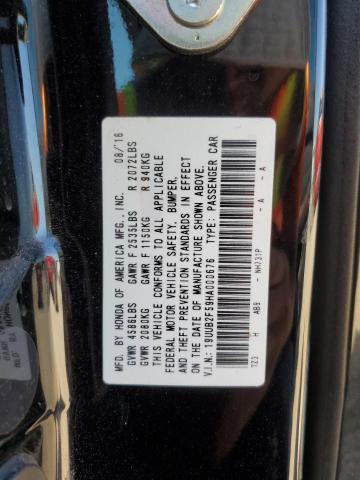 MFD. BY HONDA OF AMERICA MFG., INC. 08/'16
GVWR 4586LBS GAWR F 2535LBS R 2072LBS
GVWR 2080KG GAWR F 1150KG R 940KG
THIS VEHICLE CONFORMS TO ALL APPLICABLE
FEDERAL MOTOR VEHICLE SAFETY, BUMPER,
AND THEFT PREVENTION STANDARDS IN EFFECT
ON THE DATE OF MANUFACTURE SHOWN ABOVE.
V.I.N.: 19UUB2F59HA000676 TYPE: PASSENGER CAR
TZ3 H AB9 - NH731P - A - A